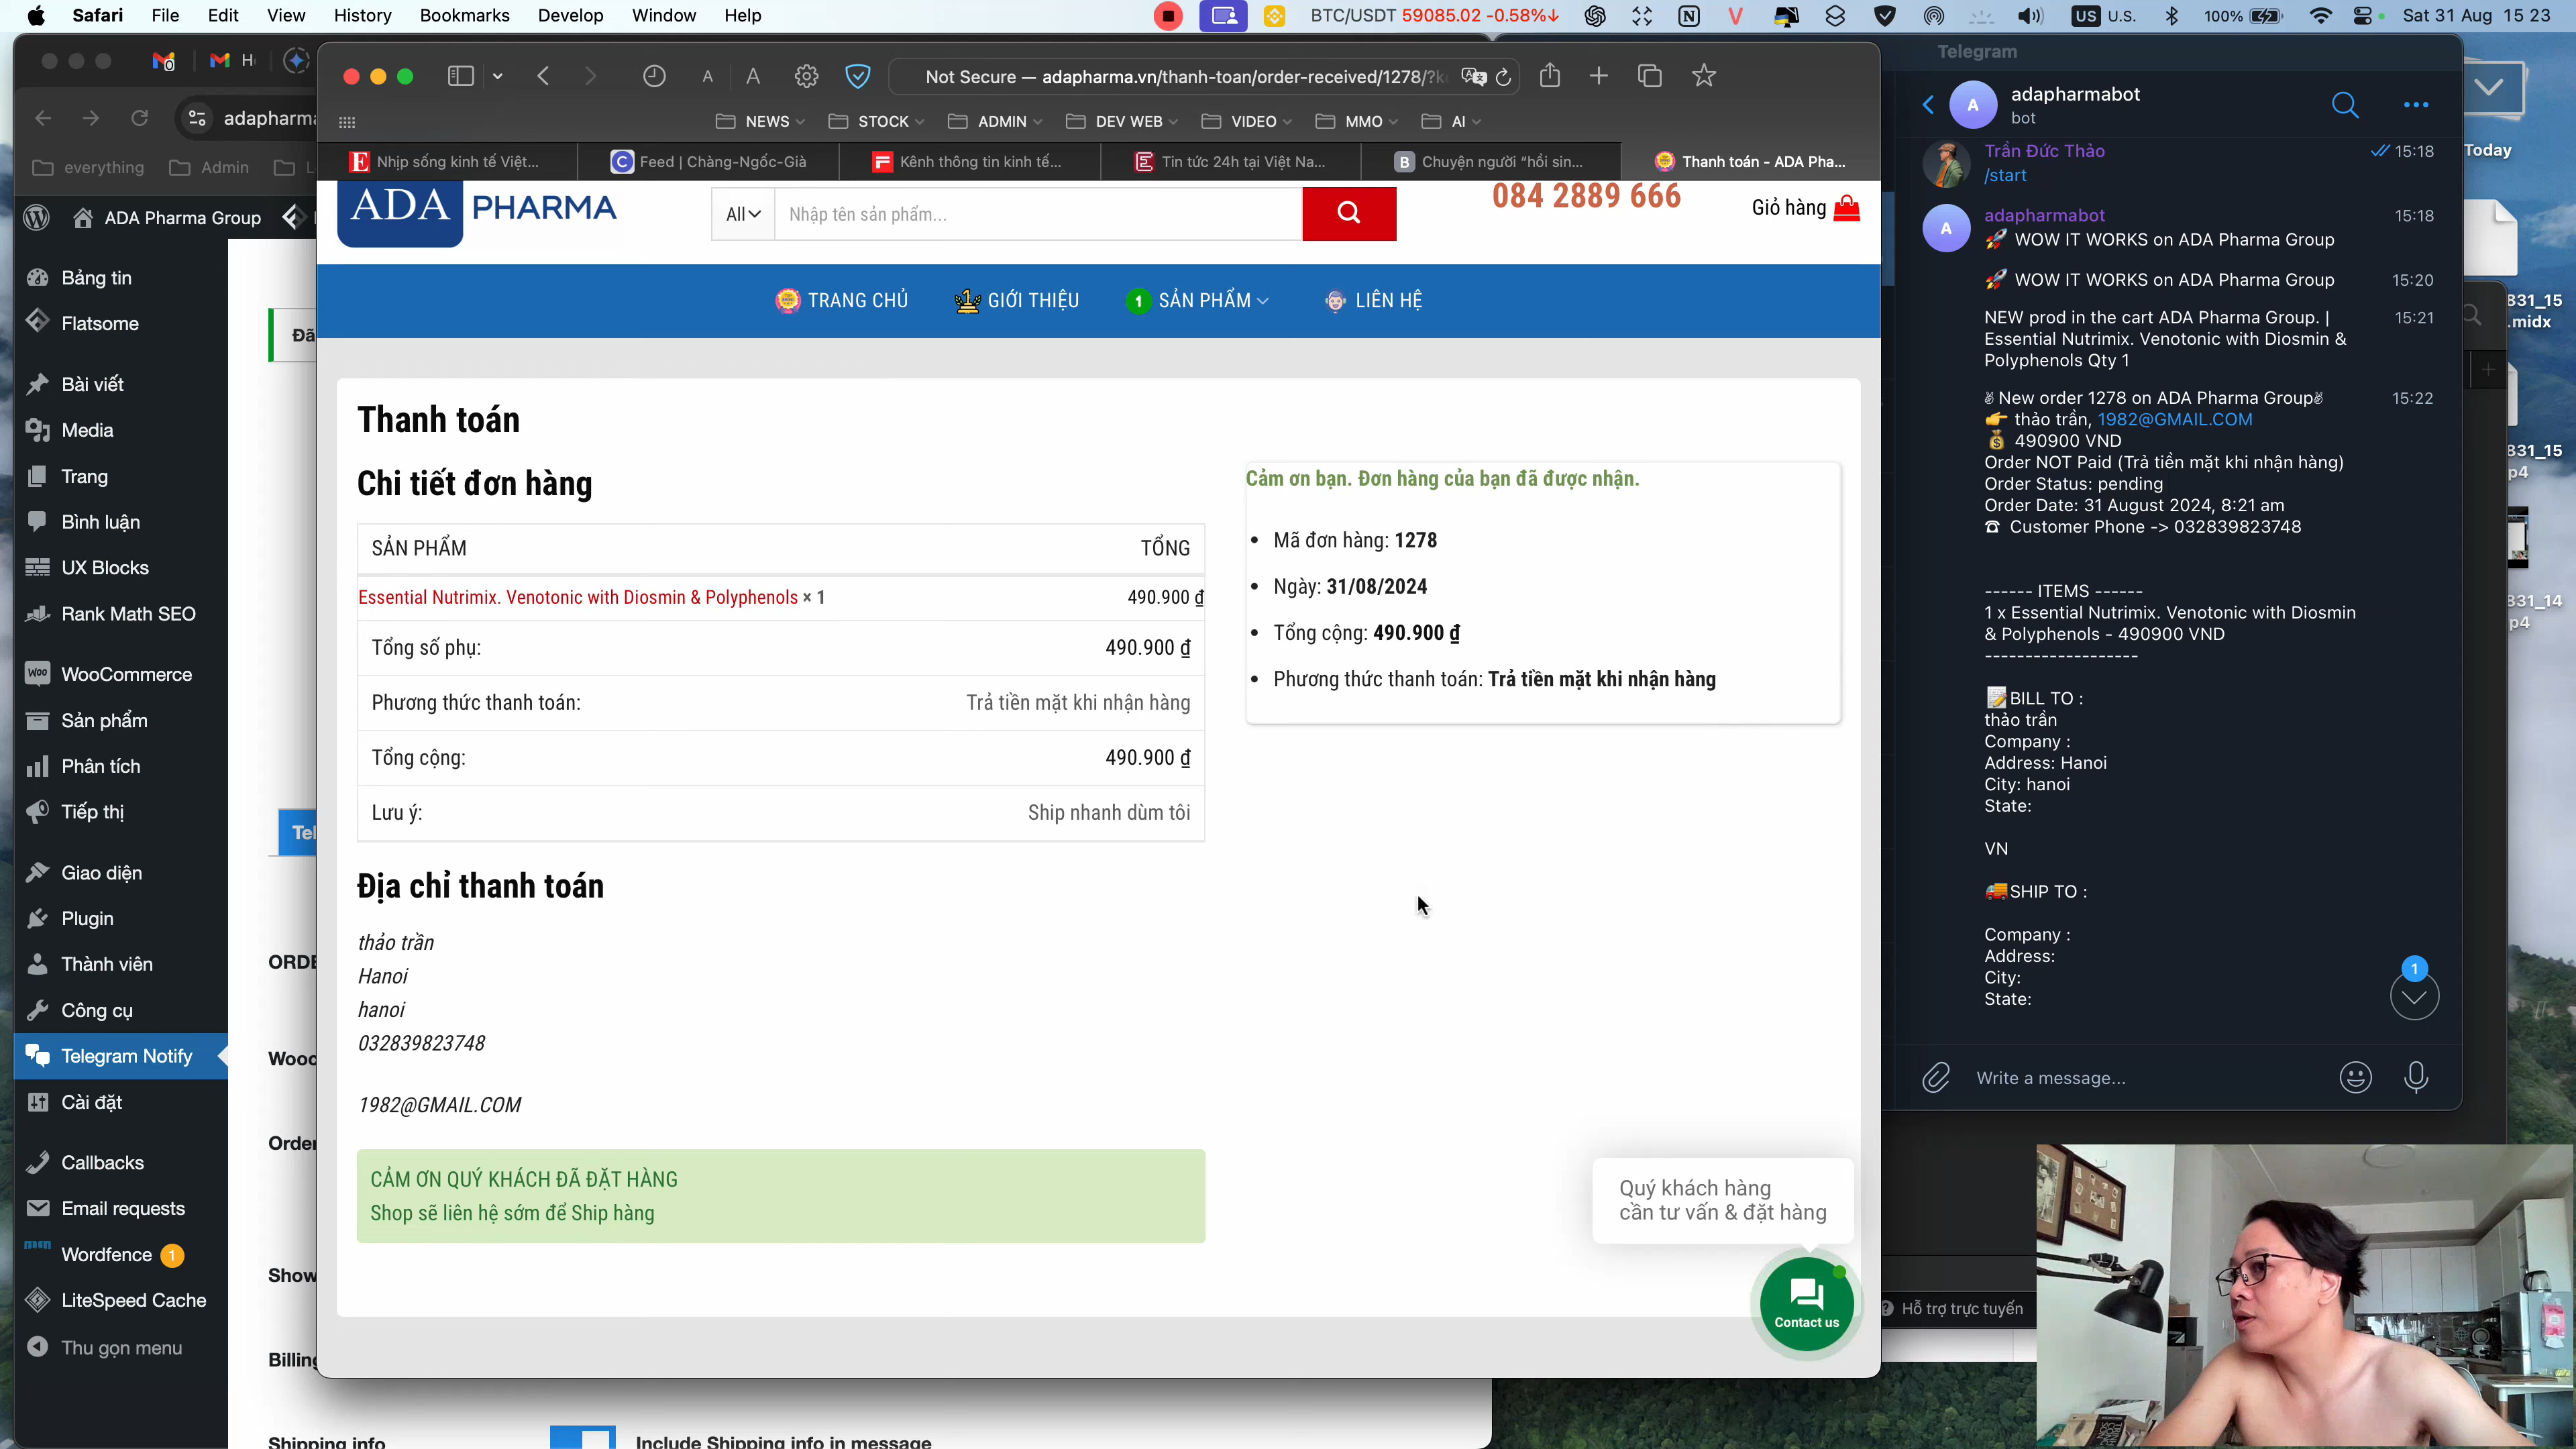 Safari File Edit View History Bookmarks Develop Window Help
BTC/USDT 59085.02 -0.58%↓
US U.S.
100%
Sat 31 Aug 15 23
adapharma
everything
Admin
ADA Pharma Group
Bảng tin
Flatsome
Bài viết
Media
Trang
Bình luận
UX Blocks
Rank Math SEO
WooCommerce
Sản phẩm
Phân tích
Tiếp thị
Giao diện
Plugin
Thành viên
Công cụ
Telegram Notify
Cài đặt
Callbacks
Email requests
Wordfence 1
LiteSpeed Cache
Thu gọn menu
Đã
Tel
ORDE
Wooc
Order
Show
Billing
Shipping info
Include Shipping info in message
Not Secure — adapharma.vn/thanh-toan/order-received/1278/?k
NEWS
STOCK
ADMIN
DEV WEB
VIDEO
MMO
AI
Nhịp sống kinh tế Việt...
Feed | Chàng-Ngốc-Già
Kênh thông tin kinh tế...
Tin tức 24h tại Việt Na...
Chuyện người “hồi sin...
Thanh toán - ADA Pha...
ADA PHARMA
All
Nhập tên sản phẩm...
084 2889 666
Giỏ hàng
TRANG CHỦ
GIỚI THIỆU
1 SẢN PHẨM
LIÊN HỆ
Thanh toán
Chi tiết đơn hàng
SẢN PHẨM TỔNG
Essential Nutrimix. Venotonic with Diosmin & Polyphenols × 1 490.900 ₫
Tổng số phụ: 490.900 ₫
Phương thức thanh toán: Trả tiền mặt khi nhận hàng
Tổng cộng: 490.900 ₫
Lưu ý: Ship nhanh dùm tôi
Cảm ơn bạn. Đơn hàng của bạn đã được nhận.
Mã đơn hàng: 1278
Ngày: 31/08/2024
Tổng cộng: 490.900 ₫
Phương thức thanh toán: Trả tiền mặt khi nhận hàng
Địa chỉ thanh toán
thảo trần
Hanoi
hanoi
032839823748
1982@GMAIL.COM
CẢM ƠN QUÝ KHÁCH ĐÃ ĐẶT HÀNG
Shop sẽ liên hệ sớm để Ship hàng
Quý khách hàng
cần tư vấn & đặt hàng
Contact us
Telegram
adapharmabot
bot
Trần Đức Thảo 15:18
/start
adapharmabot 15:18
🚀 WOW IT WORKS on ADA Pharma Group
🚀 WOW IT WORKS on ADA Pharma Group 15:20
NEW prod in the cart ADA Pharma Group. | 15:21
Essential Nutrimix. Venotonic with Diosmin &
Polyphenols Qty 1
✌New order 1278 on ADA Pharma Group✌ 15:22
👉 thảo trần, 1982@GMAIL.COM
💰 490900 VND
Order NOT Paid (Trả tiền mặt khi nhận hàng)
Order Status: pending
Order Date: 31 August 2024, 8:21 am
☎ Customer Phone -> 032839823748
------ ITEMS ------
1 x Essential Nutrimix. Venotonic with Diosmin
& Polyphenols - 490900 VND
-------------------
📝BILL TO :
thảo trần
Company :
Address: Hanoi
City: hanoi
State:
VN
🚚SHIP TO :
Company :
Address:
City:
State:
1
Write a message...
Today
831_15
.midx
831_15
p4
831_14
p4
Hỗ trợ trực tuyến